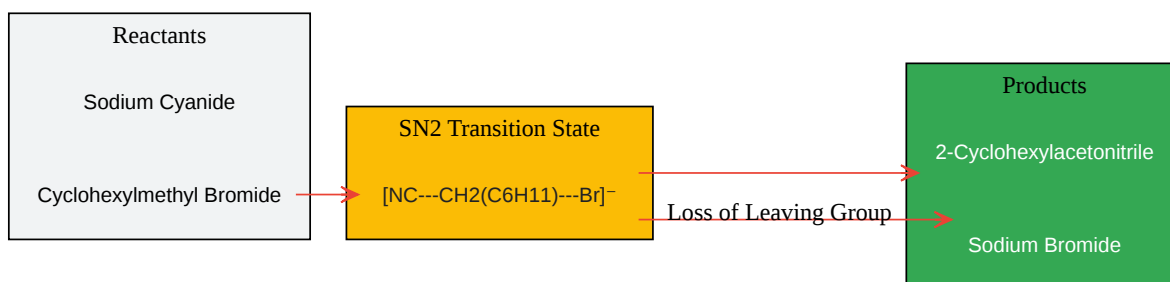 Reactants
Sodium Cyanide
Cyclohexylmethyl Bromide
SN2 Transition State
[NC---CH2(C6H11)---Br]⁻
Loss of Leaving Group
Products
2-Cyclohexylacetonitrile
Sodium Bromide